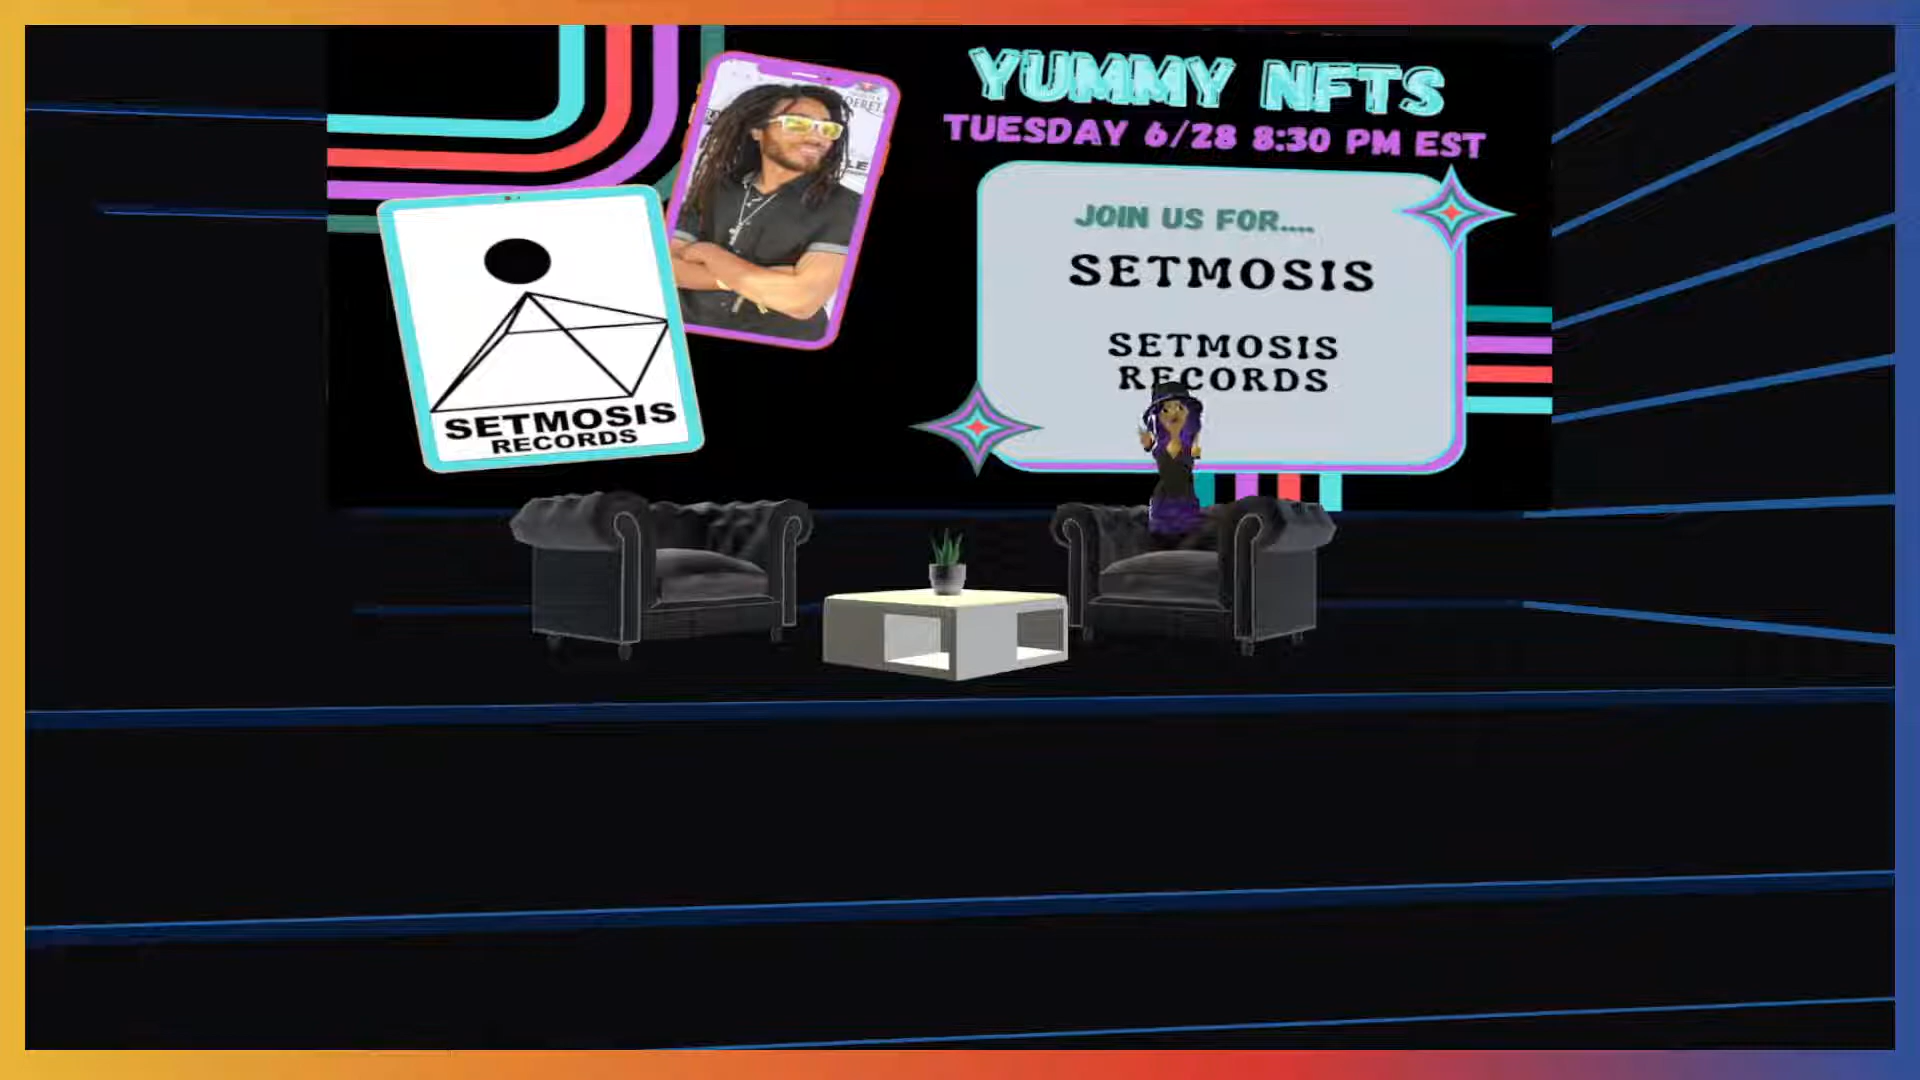 YUMMY NFTS
TUESDAY 6/28 8:30 PM EST
JOIN US FOR....
SETMOSIS
SETMOSIS
RECORDS
SETMOSIS
RECORDS